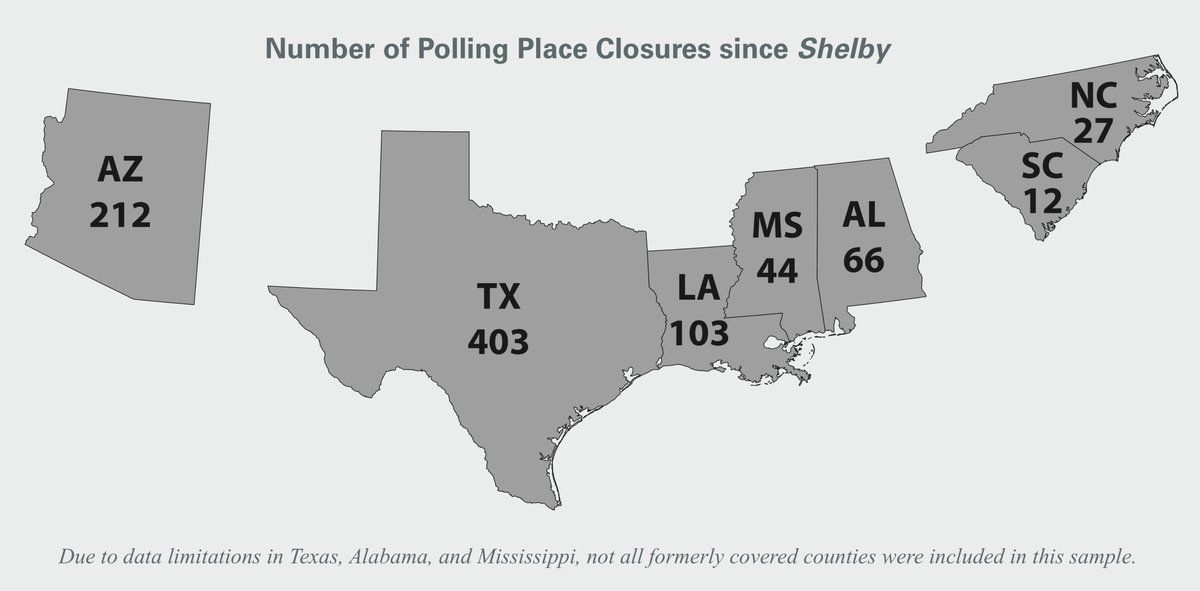 Number of Polling Place Closures since Shelby
AZ
212
TX
403
LA
103
MS
44
AL
66
NC
27
SC
12
Due to data limitations in Texas, Alabama, and Mississippi, not all formerly covered counties were included in this sample.